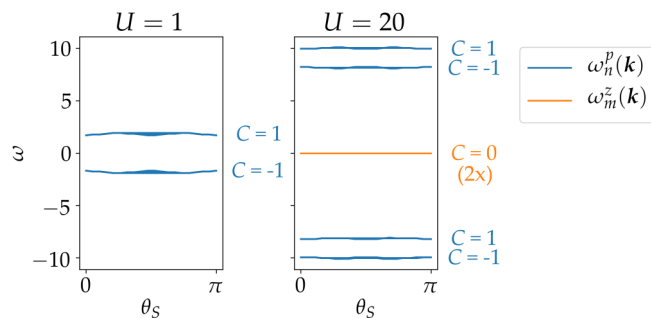 U = 1
U = 20
10
5
0
−5
−10
ω
C = 1
C = -1
C = 1
C = -1
C = 0
(2x)
C = 1
C = -1
0
π
θ_S
0
π
θ_S
ω_n^p(k)
ω_m^z(k)